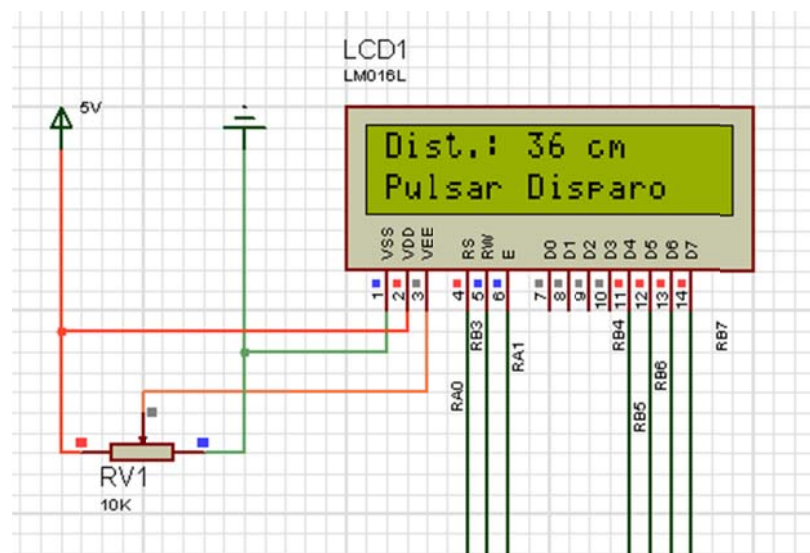 LCD1
LM016L
5V
Dist.: 36 cm
Pulsar Disparo
VSS
VDD
VEE
RS
RW
E
D0
D1
D2
D3
D4
D5
D6
D7
1
2
3
4
5
6
7
8
9
10
11
12
13
14
RA0
RB3
RA1
RB4
RB5
RB6
RB7
RV1
10K